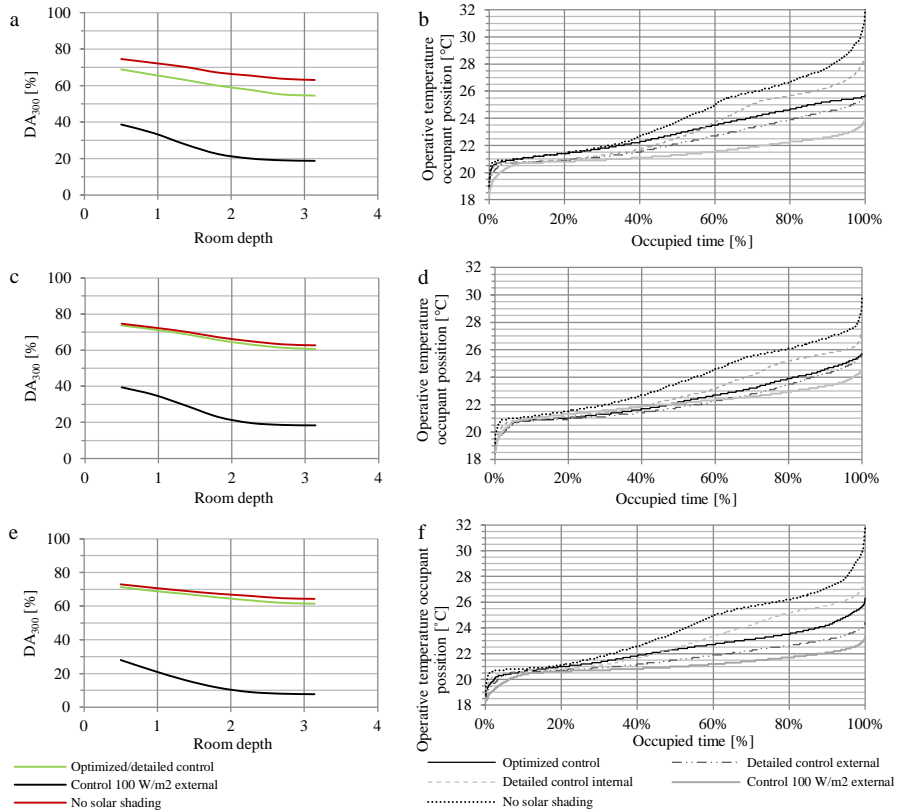 a
100
80
60
40
20
0
DA300 [%]
0 1 2 3 4
Room depth
b
32
30
28
26
24
22
20
18
Operative temperature
occupant possition [°C]
0% 20% 40% 60% 80% 100%
Occupied time [%]
c
100
80
60
40
20
0
DA300 [%]
0 1 2 3 4
Room depth
d
32
30
28
26
24
22
20
18
Operative temperature
occupant possition [°C]
0% 20% 40% 60% 80% 100%
Occupied time [%]
e
100
80
60
40
20
0
DA300 [%]
0 1 2 3 4
Room depth
f
32
30
28
26
24
22
20
18
Operative temperature occupant
possition [°C]
0% 20% 40% 60% 80% 100%
Occupied time [%]
Optimized/detailed control
Control 100 W/m2 external
No solar shading
Optimized control
Detailed control external
Detailed control internal
Control 100 W/m2 external
No solar shading